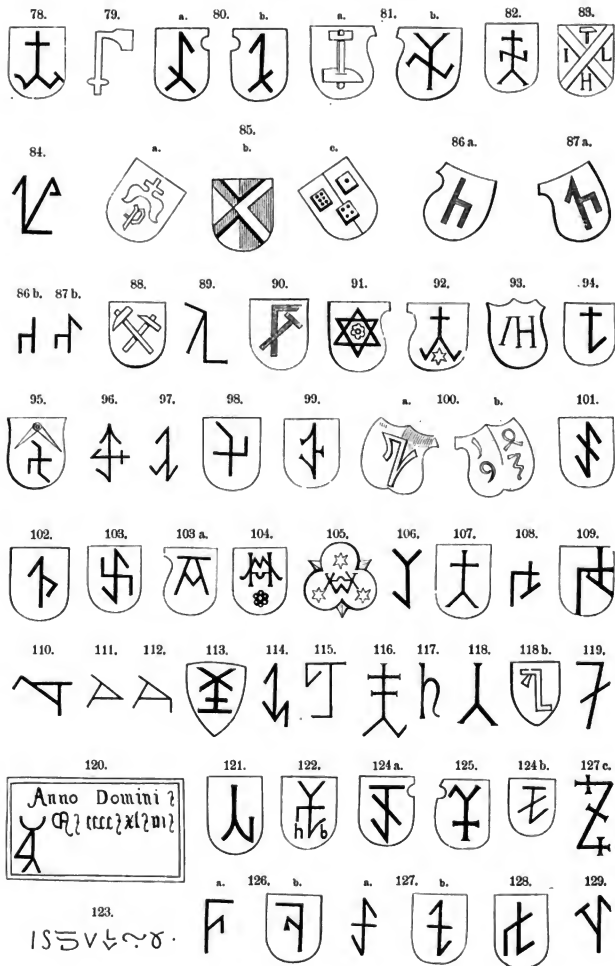 78. 79. a. 80. b. a. 81. b. 82. 83.
T
I L
H
85.
84. a. b. c. 86 a. 87 a.
86 b. 87 b. 88. 89. 90. 91. 92. 93. 94.
IH
95. 96. 97. 98. 99. a. 100. b. 101.
102. 103. 103 a. 104. 105. 106. 107. 108. 109.
110. 111. 112. 113. 114. 115. 116. 117. 118. 118 b. 119.
h
120. 121. 122. 124 a. 125. 124 b. 127 c.
Anno Domini
h b
123. a. 126. b. a. 127. b. 128. 129.